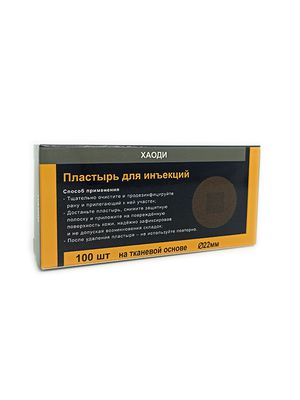 ХАОДИ
Пластырь для инъекций
Способ применения
- Тщательно очистите и продезинфицируйте
рану и прилегающий к ней участок;
- Достаньте пластырь, снимите защитную
полоску и приложите на повреждённую
поверхность кожи, надёжно зафиксировав
и не допуская возникновения складок.
- После удаления пластыря – не используйте повторно.
100 шт на тканевой основе Ø22мм